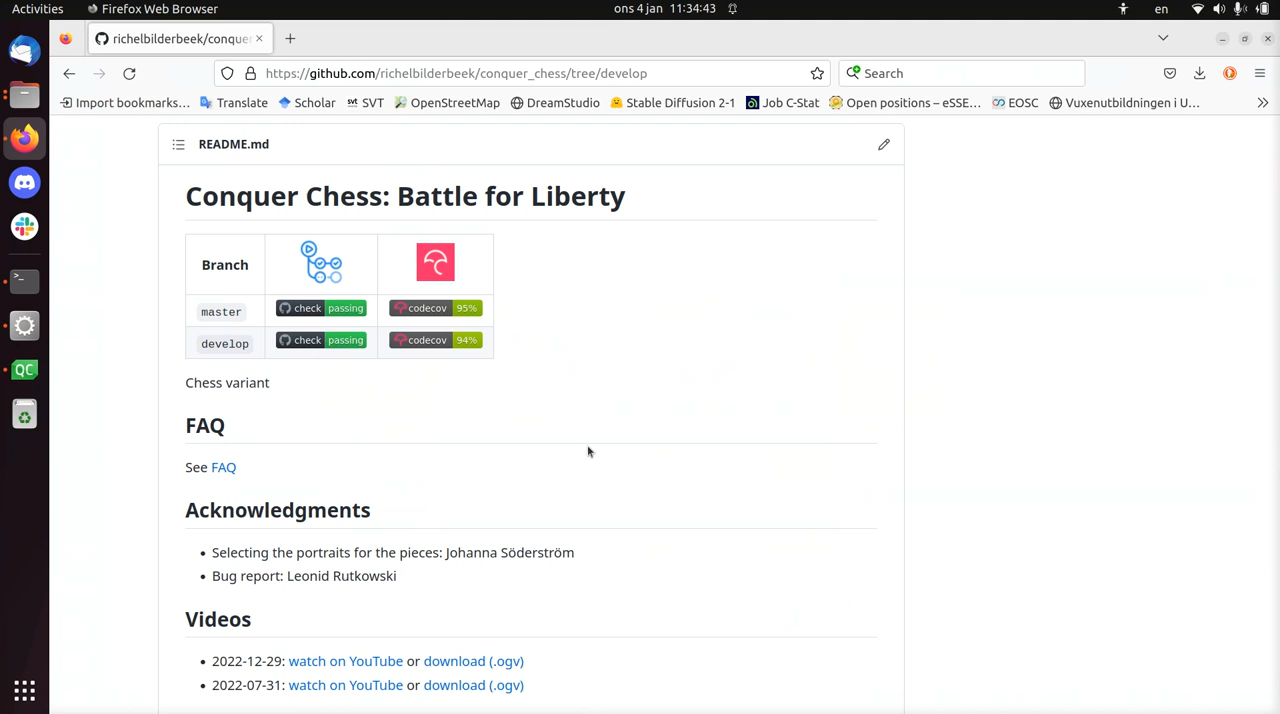 Activities Firefox Web Browser ons 4 jan 11:34:43 en
richelbilderbeek/conque
https://github.com/richelbilderbeek/conquer_chess/tree/develop Search
Import bookmarks... Translate Scholar SVT OpenStreetMap DreamStudio Stable Diffusion 2-1 Job C-Stat Open positions – eSSE... EOSC Vuxenutbildningen i U...
README.md
Conquer Chess: Battle for Liberty
Branch
master check passing codecov 95%
develop check passing codecov 94%
Chess variant
FAQ
See FAQ
Acknowledgments
• Selecting the portraits for the pieces: Johanna Söderström
• Bug report: Leonid Rutkowski
Videos
• 2022-12-29: watch on YouTube or download (.ogv)
• 2022-07-31: watch on YouTube or download (.ogv)
QC